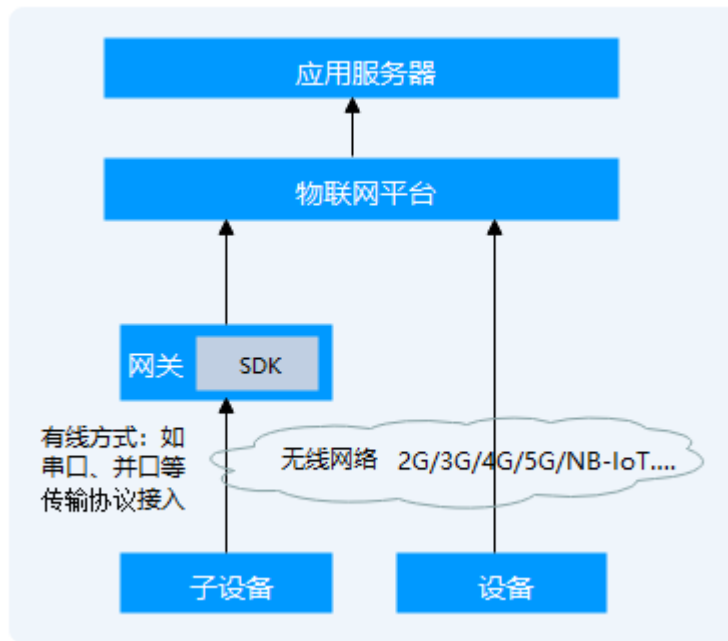 应用服务器
物联网平台
网关
SDK
有线方式：如
串口、并口等
传输协议接入
无线网络 2G/3G/4G/5G/NB-IoT....
子设备
设备